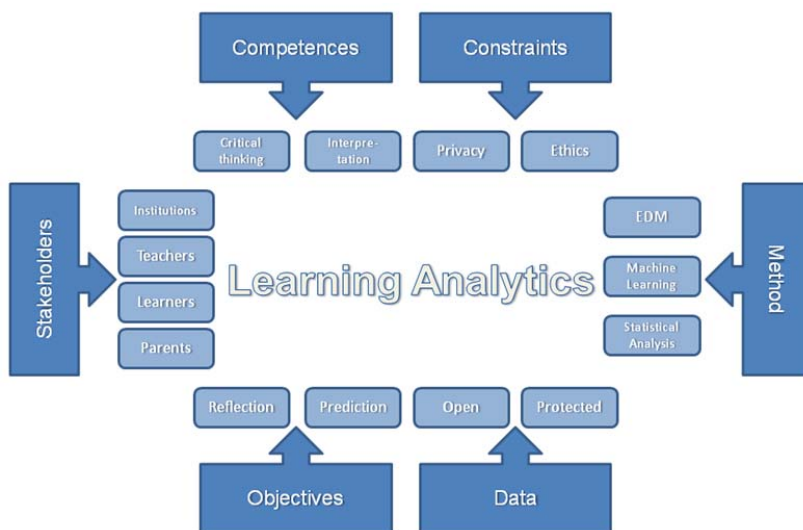 Competences
Constraints
Critical
thinking
Interpre-
tation
Privacy
Ethics
Stakeholders
Institutions
Teachers
Learners
Parents
Learning Analytics
EDM
Machine
Learning
Statistical
Analysis
Method
Reflection
Prediction
Open
Protected
Objectives
Data